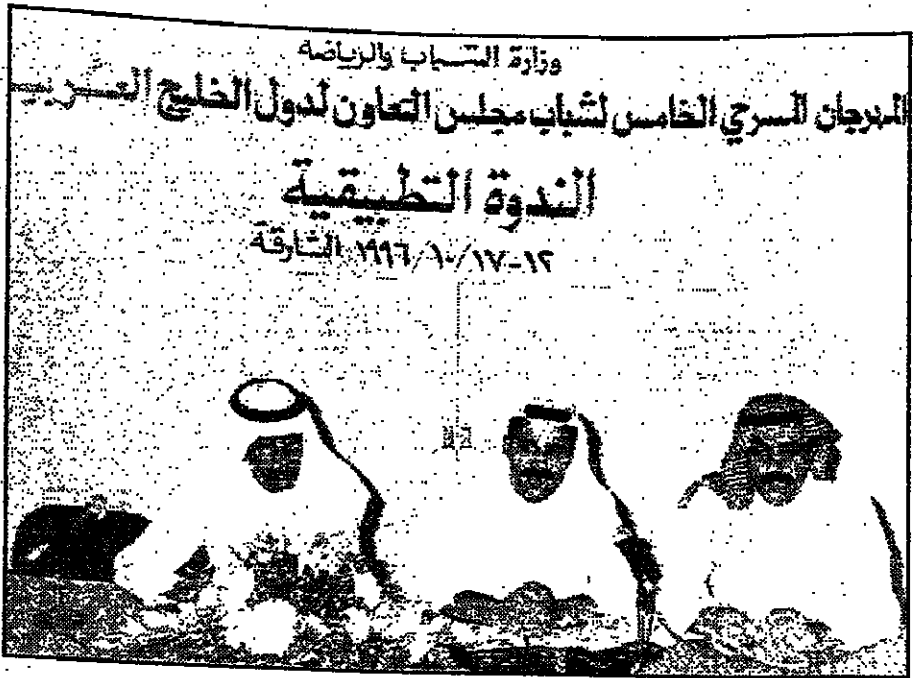 وزارة الشباب والرياضة
المهرجان المسرحي الخامس لشباب مجلس التعاون لدول الخليج العربية
الندوة التطبيقية
١٢-١٧/١٠/١٩٩٦ الشارقة